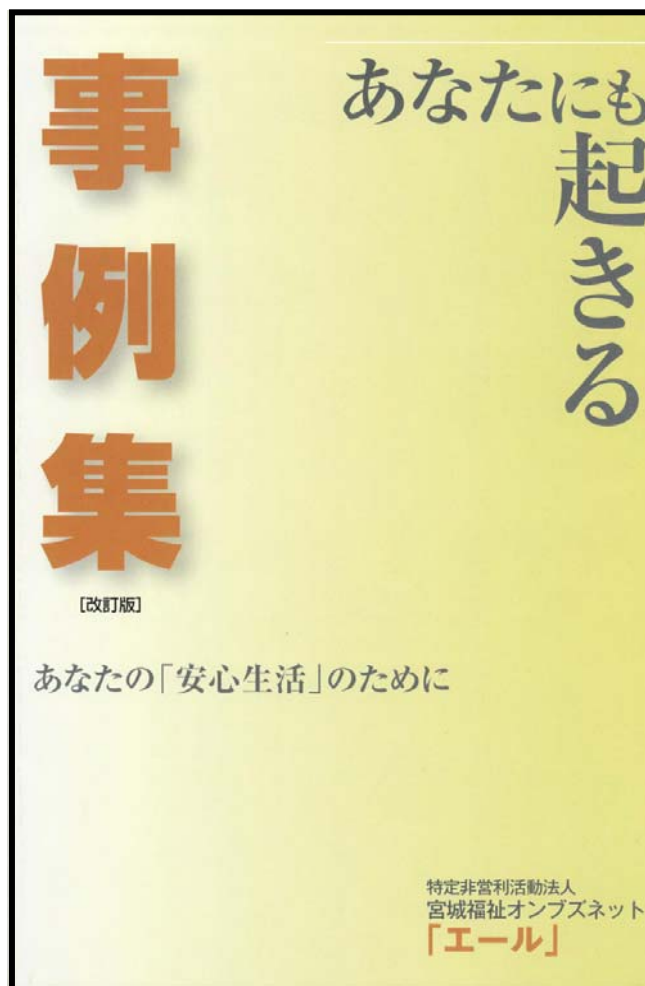 あなたにも
起きる
事例集
[改訂版]
あなたの「安心生活」のために
特定非営利活動法人
宮城福祉オンブズネット
「エール」